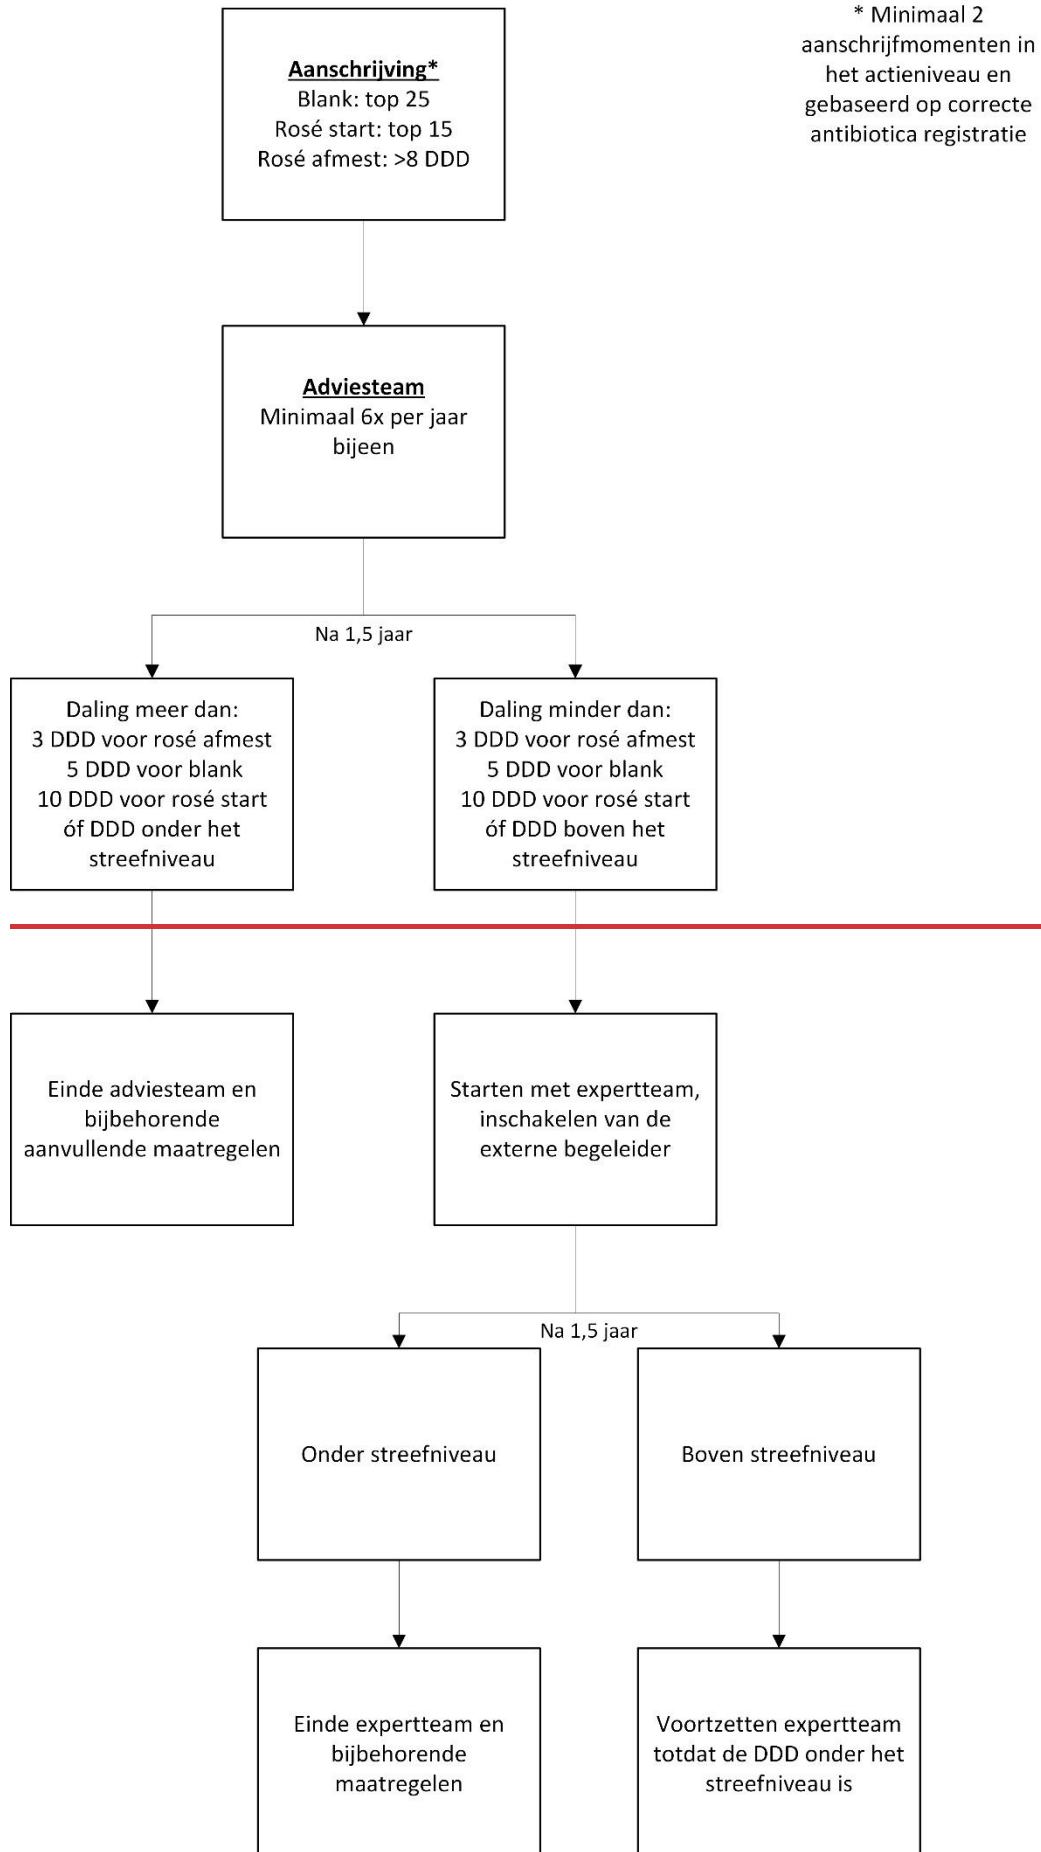 Aanschrijving*
Blank: top 25
Rosé start: top 15
Rosé afmest: >8 DDD
* Minimaal 2
aanschrijfmomenten in
het actieniveau en
gebaseerd op correcte
antibiotica registratie
Adviesteam
Minimaal 6x per jaar
bijeen
Na 1,5 jaar
Daling meer dan:
3 DDD voor rosé afmest
5 DDD voor blank
10 DDD voor rosé start
óf DDD onder het
streefniveau
Daling minder dan:
3 DDD voor rosé afmest
5 DDD voor blank
10 DDD voor rosé start
óf DDD boven het
streefniveau
Einde adviesteam en
bijbehorende
aanvullende maatregelen
Starten met expertteam,
inschakelen van de
externe begeleider
Na 1,5 jaar
Onder streefniveau
Boven streefniveau
Einde expertteam en
bijbehorende
maatregelen
Voortzetten expertteam
totdat de DDD onder het
streefniveau is